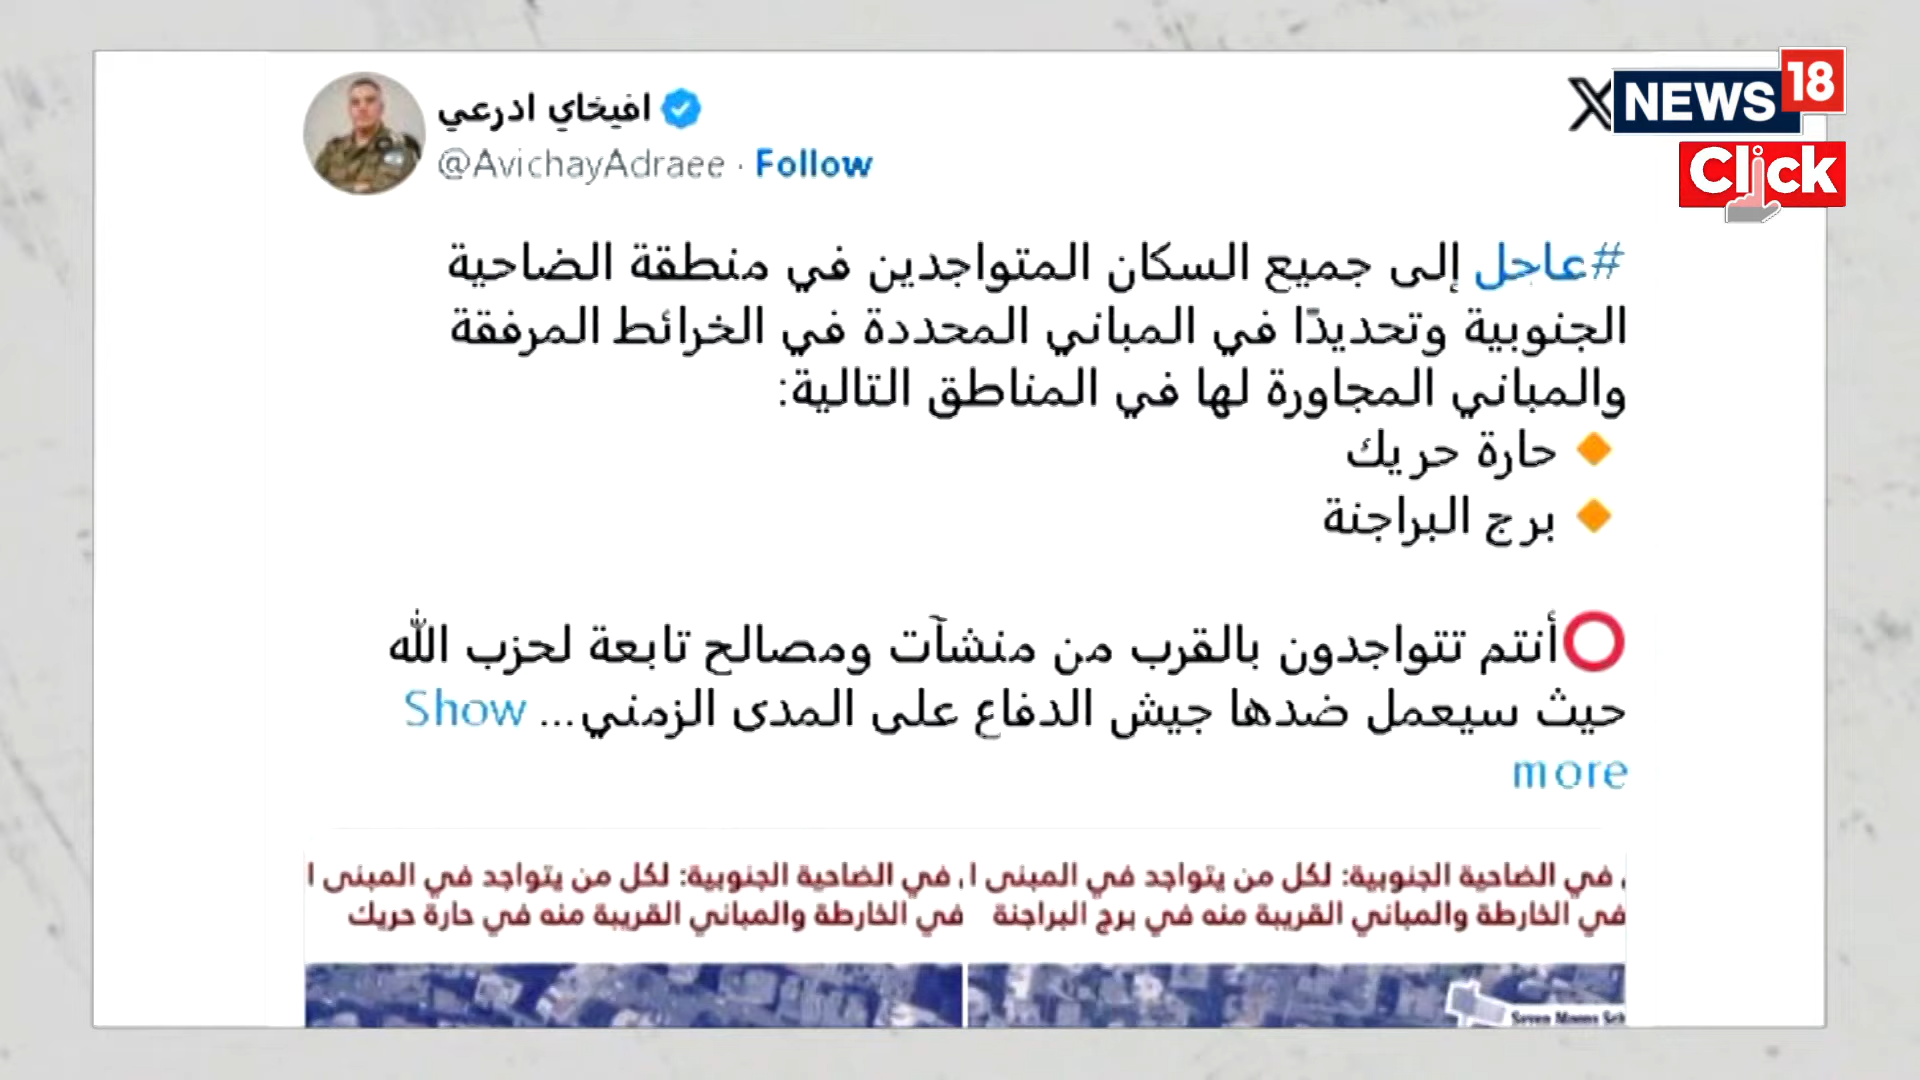 افيخاي ادرعي
@AvichayAdraee · Follow
NEWS 18
Click
#عاجل إلى جميع السكان المتواجدين في منطقة الضاحية
الجنوبية وتحديدًا في المباني المحددة في الخرائط المرفقة
والمباني المجاورة لها في المناطق التالية:
🔸 حارة حريك
🔸 برج البراجنة
⭕أنتم تتواجدون بالقرب من منشآت ومصالح تابعة لحزب الله
حيث سيعمل ضدها جيش الدفاع على المدى الزمني... Show
more
في الضاحية الجنوبية: لكل من يتواجد في المبنى ا
في الخارطة والمباني القريبة منه في برج البراجنة
في الضاحية الجنوبية: لكل من يتواجد في المبنى ا
في الخارطة والمباني القريبة منه في حارة حريك